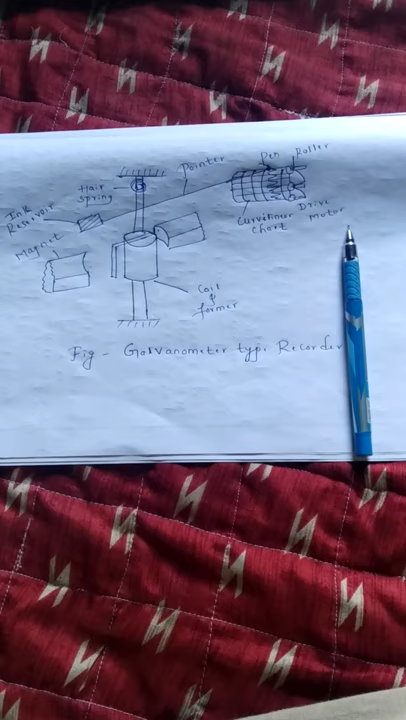 Pen Roller
Pointer
Hair
spring
Ink
Reservoir
Curvilinear
Chart
Drive
Motor
Magnet
Coil
&
former
Fig - Galvanometer type Recorder